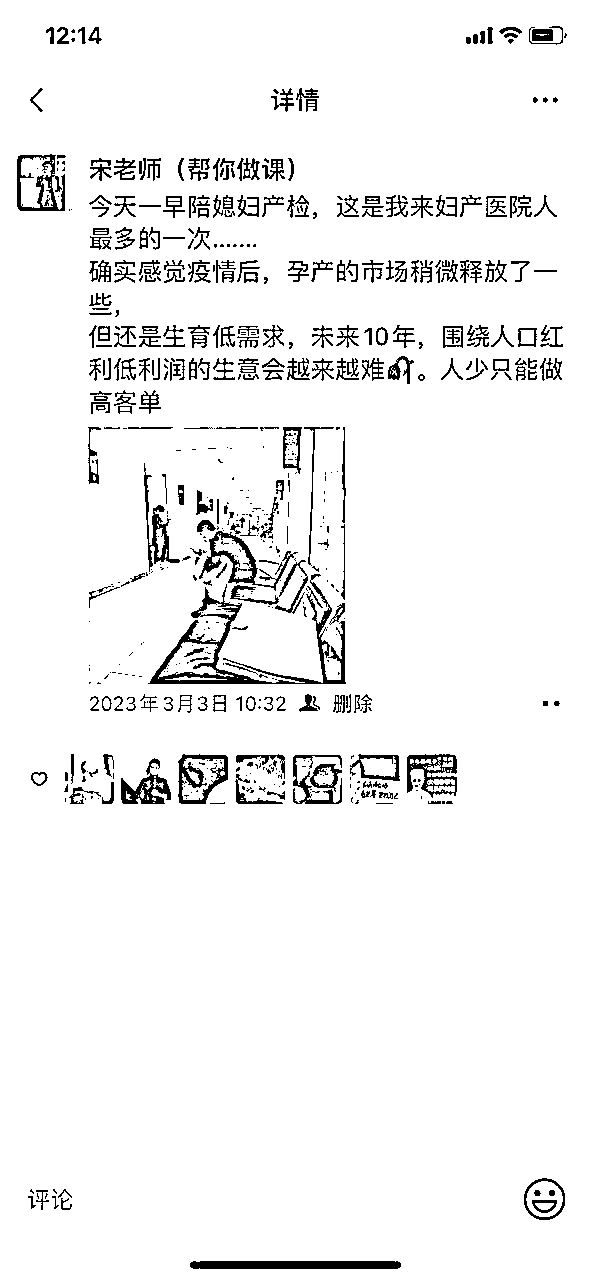 12:14
详情
宋老师（帮你做课）
今天一早陪媳妇产检，这是我来妇产医院人
最多的一次.......
确实感觉疫情后，孕产的市场稍微释放了一
些，
但还是生育低需求，未来10年，围绕人口红
利低利润的生意会越来越难🎣。人少只能做
高客单
2023年3月3日 10:32 删除
评论